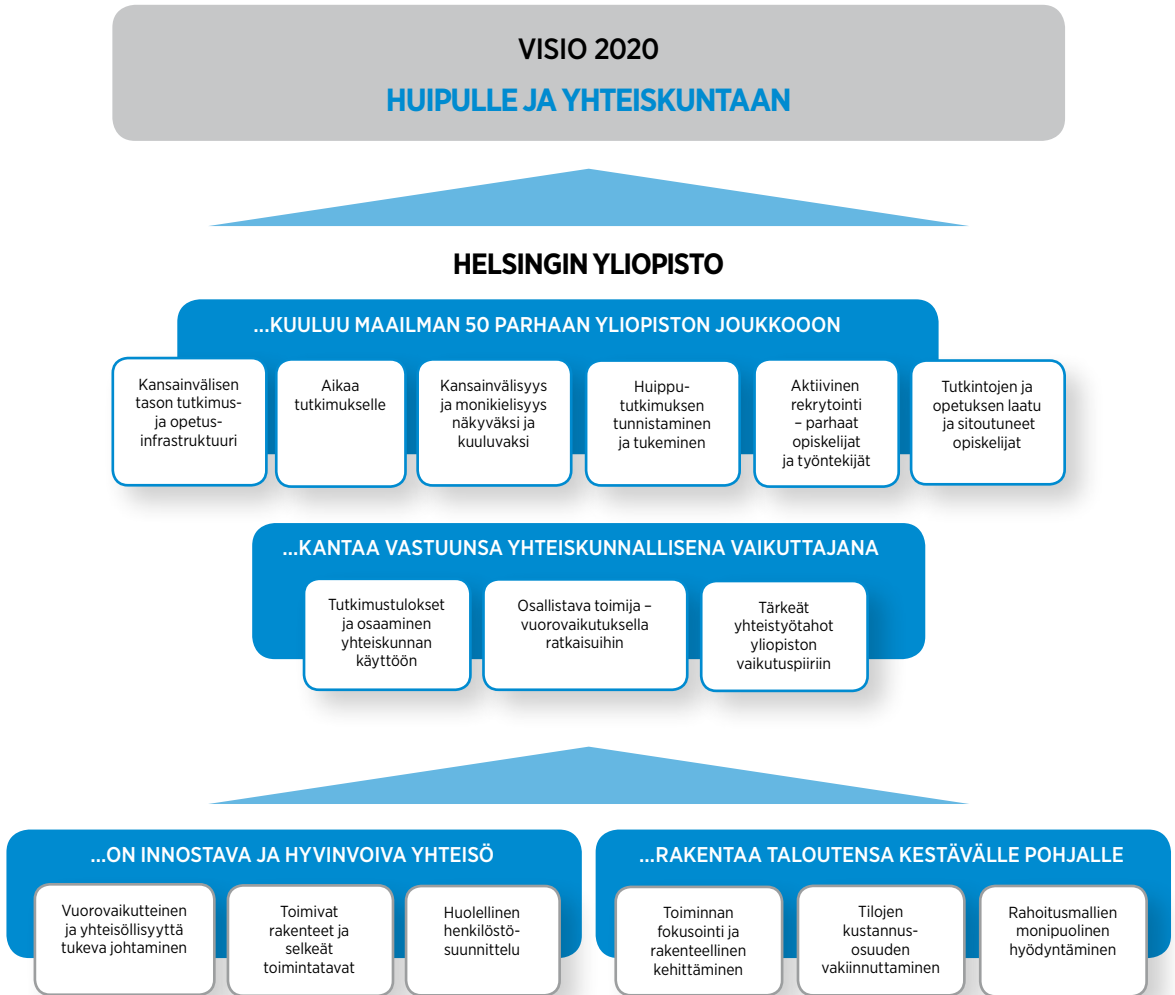 VISIO 2020
HUIPULLE JA YHTEISKUNTAAN
HELSINGIN YLIOPISTO
...KUULUU MAAILMAN 50 PARHAAN YLIOPISTON JOUKKOOON
Kansainvälisen
tason tutkimus-
ja opetus-
infrastruktuuri
Aikaa
tutkimukselle
Kansainvälisyys
ja monikielisyys
näkyväksi ja
kuuluvaksi
Huippu-
tutkimuksen
tunnistaminen
ja tukeminen
Aktiivinen
rekrytointi
– parhaat
opiskelijat
ja työntekijät
Tutkintojen ja
opetuksen laatu
ja sitoutuneet
opiskelijat
...KANTAA VASTUUNSA YHTEISKUNNALLISENA VAIKUTTAJANA
Tutkimustulokset
ja osaaminen
yhteiskunnan
käyttöön
Osallistava toimija –
vuorovaikutuksella
ratkaisuihin
Tärkeät
yhteistyötahot
yliopiston
vaikutuspiiriin
...ON INNOSTAVA JA HYVINVOIVA YHTEISÖ
Vuorovaikutteinen
ja yhteisöllisyyttä
tukeva johtaminen
Toimivat
rakenteet ja
selkeät
toimintatavat
Huolellinen
henkilöstö-
suunnittelu
...RAKENTAA TALOUTENSA KESTÄVÄLLE POHJALLE
Toiminnan
fokusointi ja
rakenteellinen
kehittäminen
Tilojen
kustannus-
osuuden
vakiinnuttaminen
Rahoitusmallien
monipuolinen
hyödyntäminen